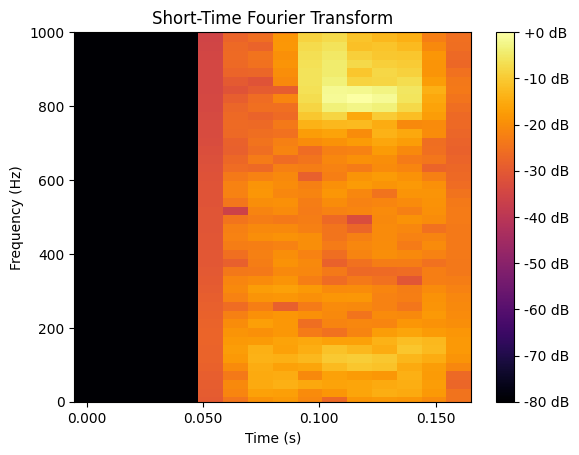 Short-Time Fourier Transform
1000
800
600
400
200
0
Frequency (Hz)
0.000
0.050
0.100
0.150
Time (s)
+0 dB
-10 dB
-20 dB
-30 dB
-40 dB
-50 dB
-60 dB
-70 dB
-80 dB